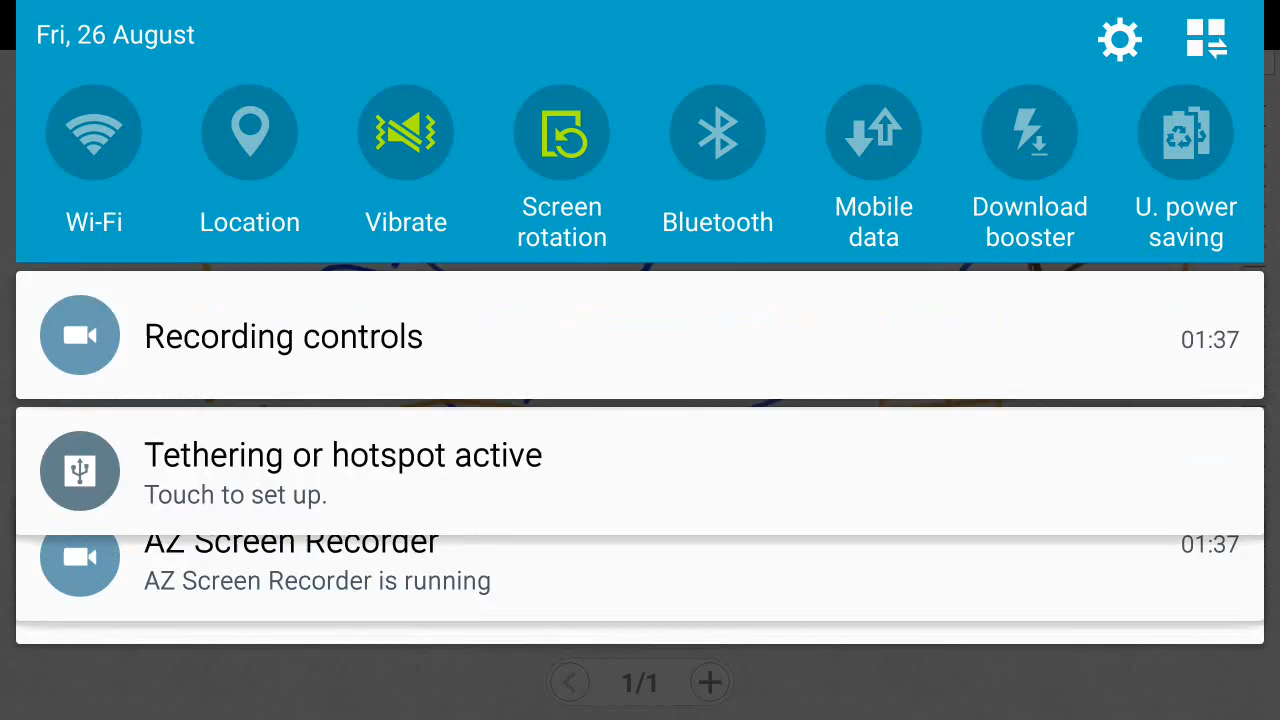 Fri, 26 August
Wi-Fi
Location
Vibrate
Screen
rotation
Bluetooth
Mobile
data
Download
booster
U. power
saving
Recording controls
01:37
Tethering or hotspot active
Touch to set up.
AZ Screen Recorder
01:37
AZ Screen Recorder is running
1/1